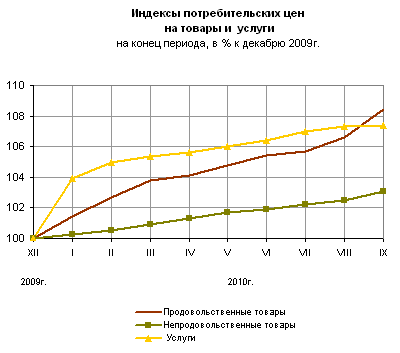 Индексы потребительских цен
на товары и услуги
на конец периода, в % к декабрю 2009г.
110
108
106
104
102
100
XII I II III IV V VI VII VIII IX
2009г. 2010г.
Продовольственные товары
Непродовольственные товары
Услуги